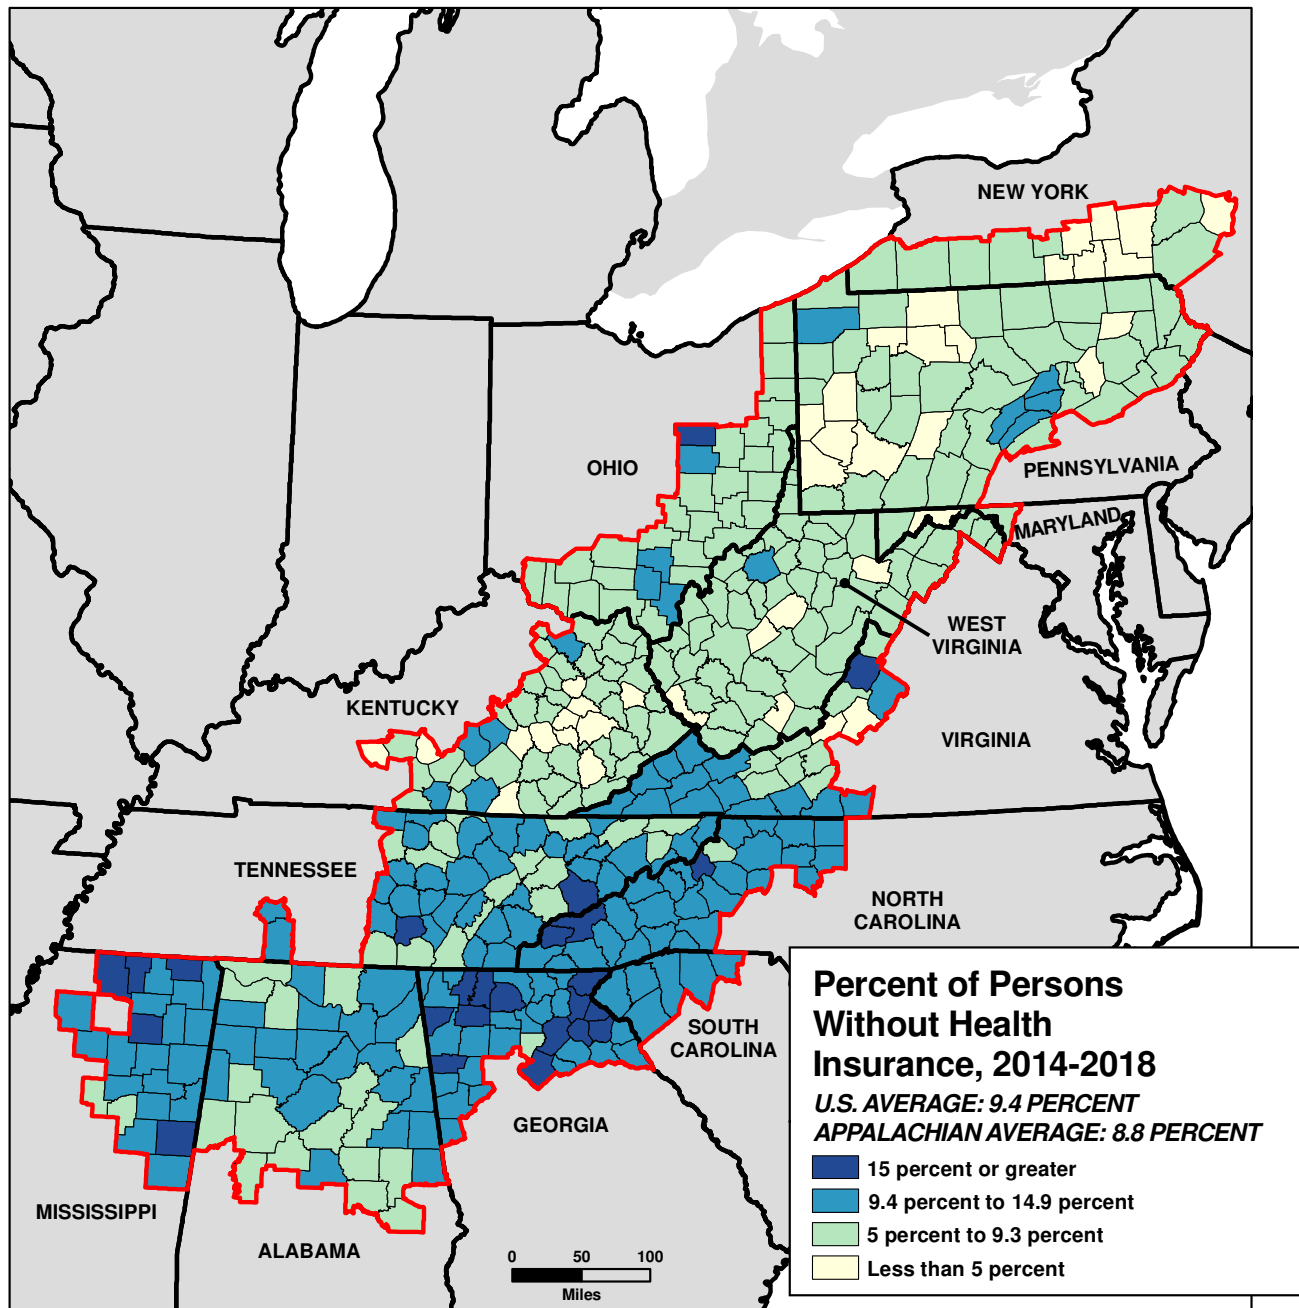 NEW YORK
OHIO
PENNSYLVANIA
MARYLAND
WEST
VIRGINIA
KENTUCKY
VIRGINIA
TENNESSEE
NORTH
CAROLINA
SOUTH
CAROLINA
GEORGIA
MISSISSIPPI
ALABAMA
0 50 100
Miles
Percent of Persons
Without Health
Insurance, 2014-2018
U.S. AVERAGE: 9.4 PERCENT
APPALACHIAN AVERAGE: 8.8 PERCENT
15 percent or greater
9.4 percent to 14.9 percent
5 percent to 9.3 percent
Less than 5 percent